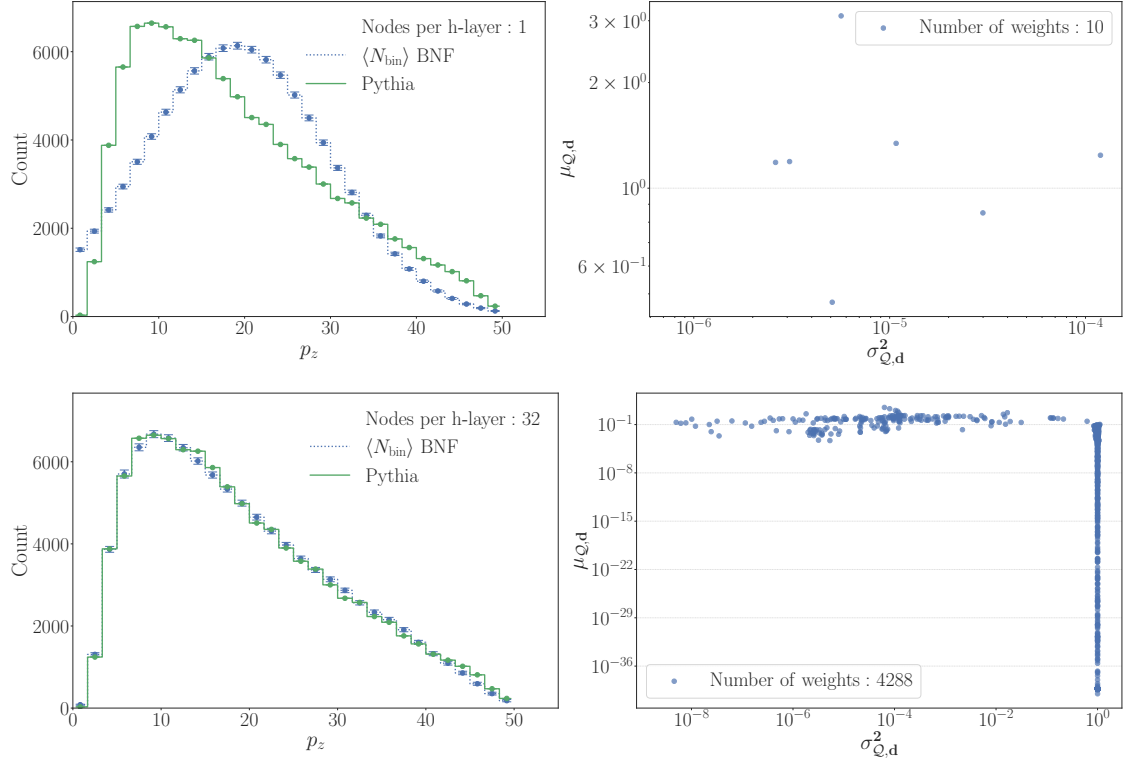 Nodes per h-layer : 1
⟨N_bin⟩ BNF
Pythia
Count
6000
4000
2000
0
0 10 20 30 40 50
p_z
Number of weights : 10
μ_{Q,d}
3 × 10^0
2 × 10^0
10^0
6 × 10^{-1}
10^{-6} 10^{-5} 10^{-4}
σ²_{Q,d}
Nodes per h-layer : 32
⟨N_bin⟩ BNF
Pythia
Count
6000
4000
2000
0
0 10 20 30 40 50
p_z
μ_{Q,d}
10^{-1}
10^{-8}
10^{-15}
10^{-22}
10^{-29}
10^{-36}
Number of weights : 4288
10^{-8} 10^{-6} 10^{-4} 10^{-2} 10^0
σ²_{Q,d}